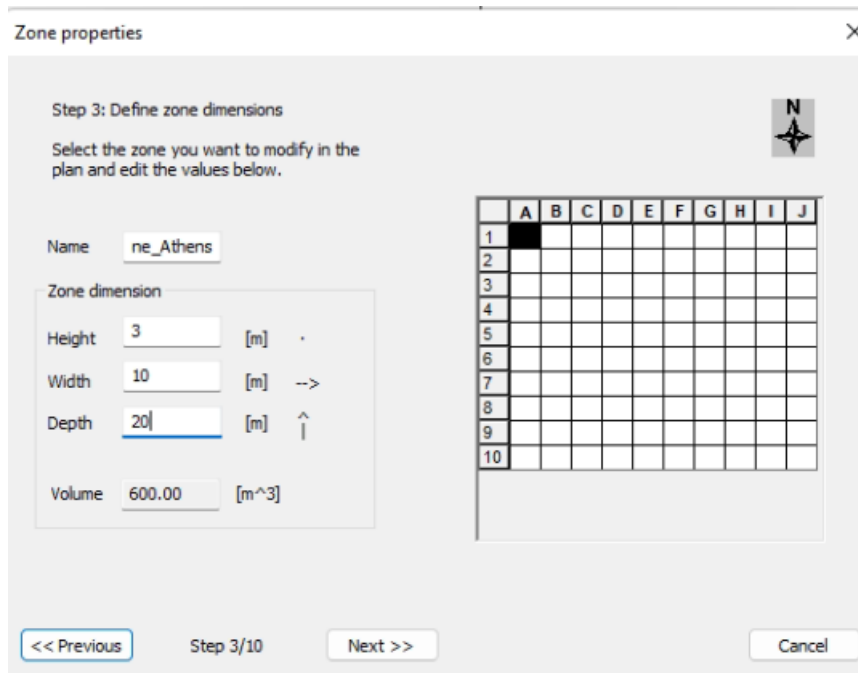 Zone properties
Step 3: Define zone dimensions
Select the zone you want to modify in the
plan and edit the values below.
N
Name ne_Athens
Zone dimension
Height 3 [m] .
Width 10 [m] -->
Depth 20 [m] ^
|
Volume 600.00 [m^3]
A B C D E F G H I J
1
2
3
4
5
6
7
8
9
10
<< Previous Step 3/10 Next >> Cancel